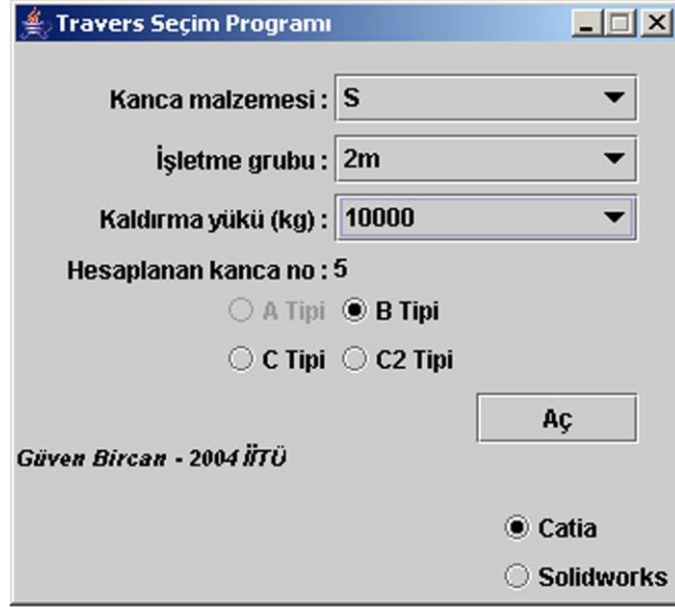 Travers Seçim Programı
Kanca malzemesi : S
İşletme grubu : 2m
Kaldırma yükü (kg) : 10000
Hesaplanan kanca no : 5
A Tipi B Tipi
C Tipi C2 Tipi
Aç
Güven Bircan - 2004 İİTÜ
Catia
Solidworks